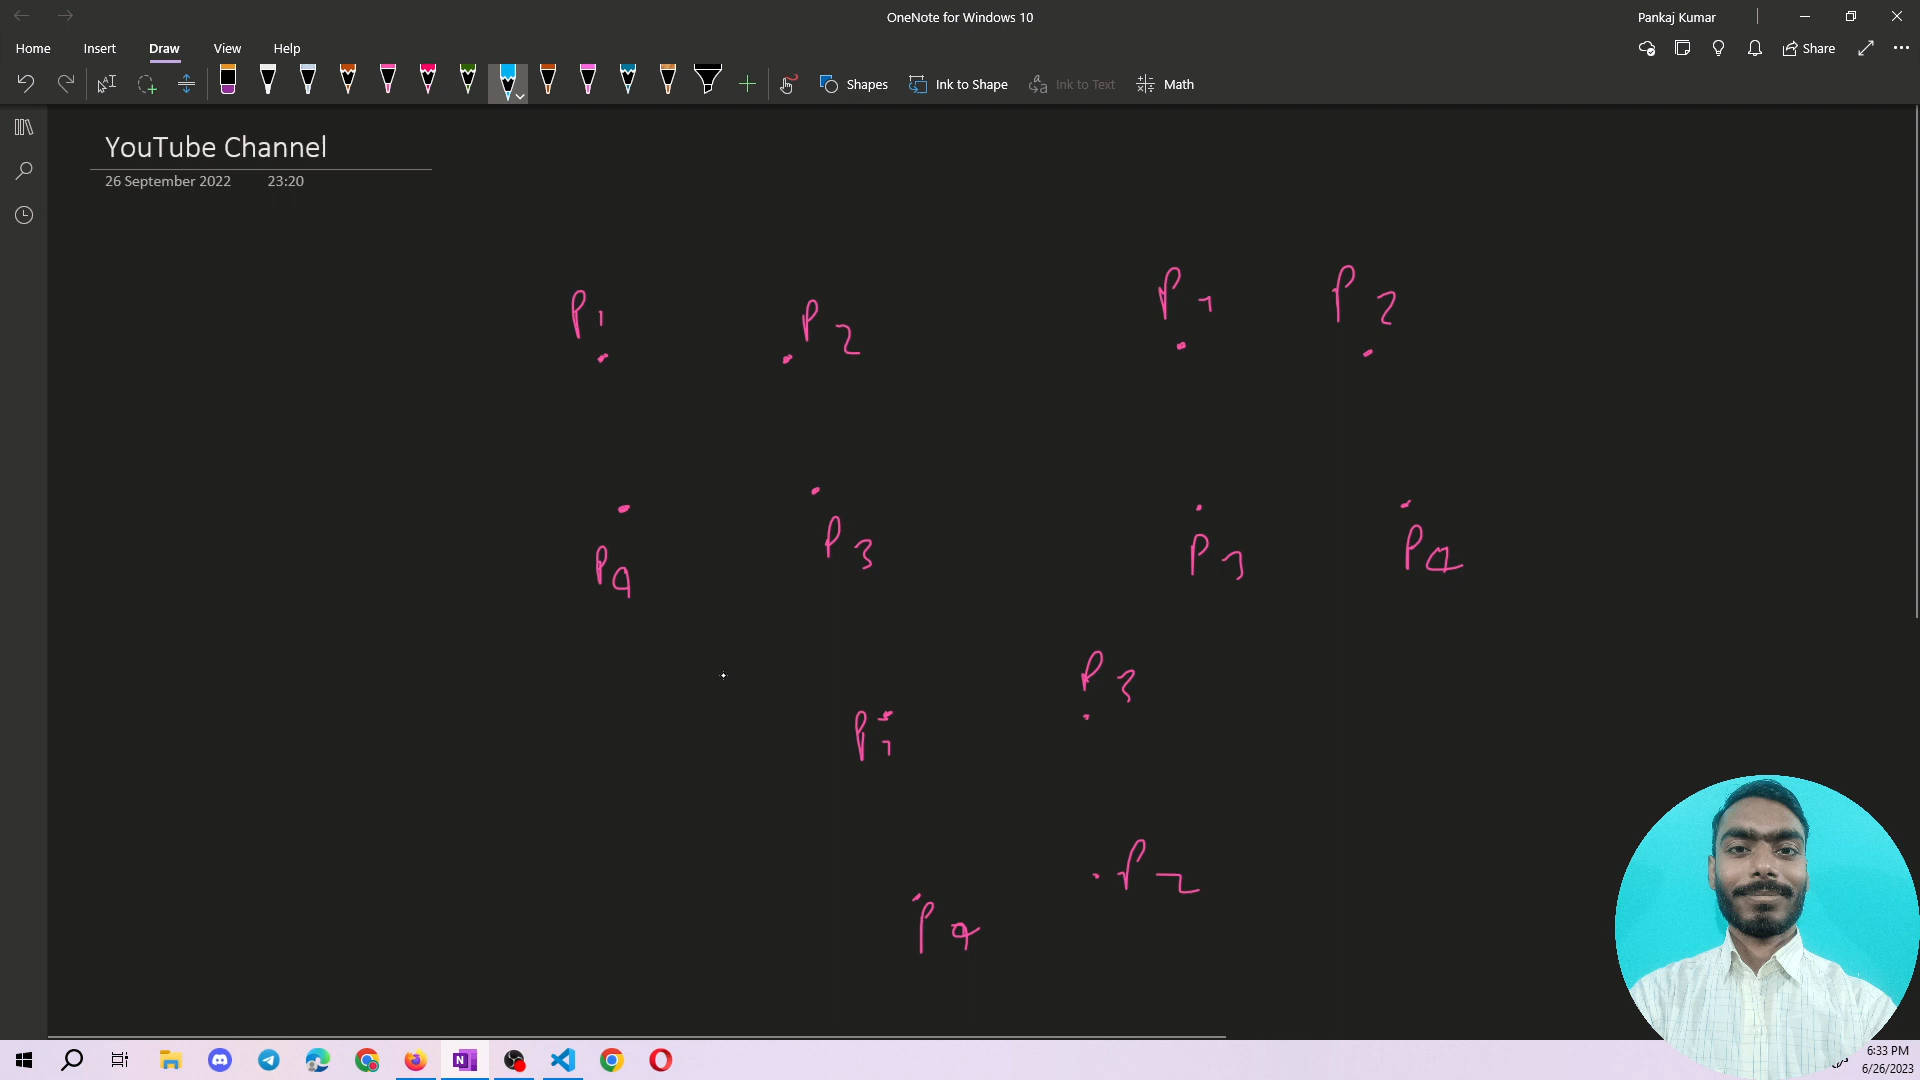 OneNote for Windows 10
Pankaj Kumar
Home Insert Draw View Help
Share
Shapes Ink to Shape Ink to Text Math
YouTube Channel
26 September 2022 23:20
P1 P2 P1 P2
P4 P3 P3 P4
P1 P3
P4 P2
6:33 PM
6/26/2023